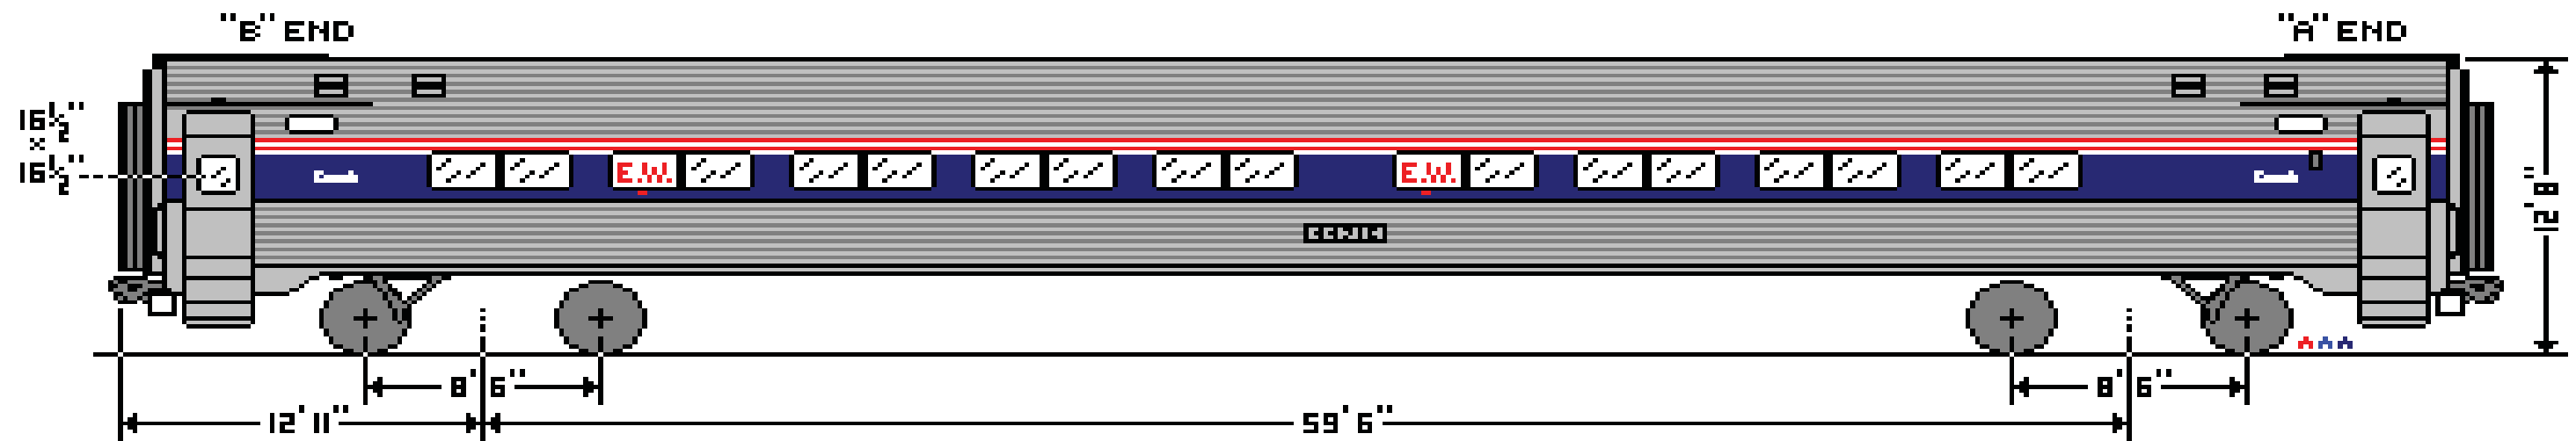 "B" END
"A" END
16½"
x
16½"
E.W.
E.W.
12'8"
8'6"
8'6"
12'11"
59'6"